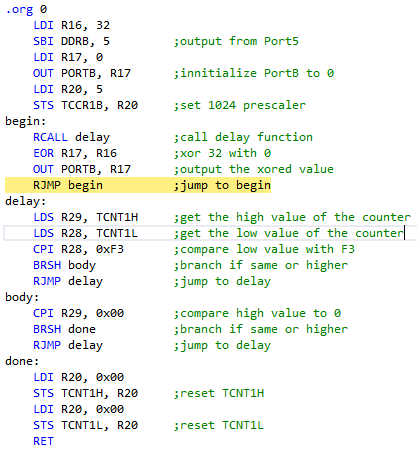 .org 0
LDI R16, 32
SBI DDRB, 5 ;output from Port5
LDI R17, 0
OUT PORTB, R17 ;innitialize PortB to 0
LDI R20, 5
STS TCCR1B, R20 ;set 1024 prescaler
begin:
RCALL delay ;call delay function
EOR R17, R16 ;xor 32 with 0
OUT PORTB, R17 ;output the xored value
RJMP begin ;jump to begin
delay:
LDS R29, TCNT1H ;get the high value of the counter
LDS R28, TCNT1L ;get the low value of the counter
CPI R28, 0xF3 ;compare low value with F3
BRSH body ;branch if same or higher
RJMP delay ;jump to delay
body:
CPI R29, 0x00 ;compare high value to 0
BRSH done ;branch if same or higher
RJMP delay ;jump to delay
done:
LDI R20, 0x00
STS TCNT1H, R20 ;reset TCNT1H
LDI R20, 0x00
STS TCNT1L, R20 ;reset TCNT1L
RET